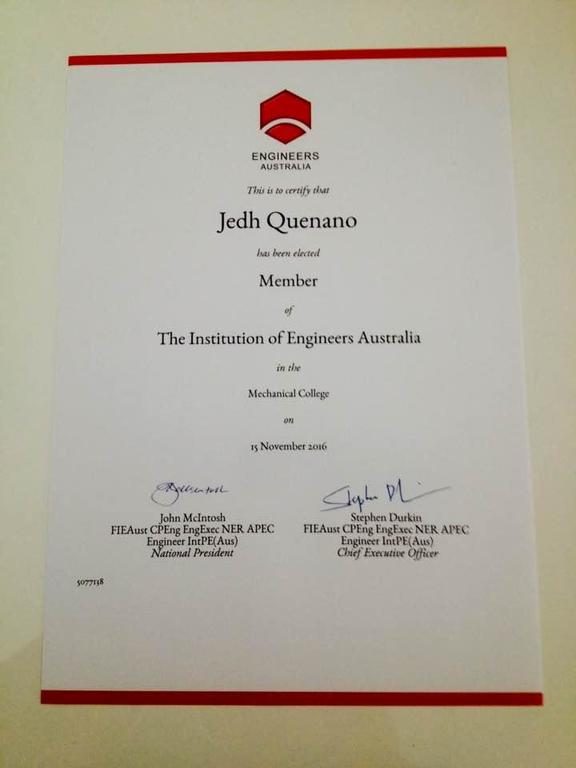 ENGINEERS
AUSTRALIA
This is to certify that
Jedh Quenano
has been elected
Member
of
The Institution of Engineers Australia
in the
Mechanical College
on
15 November 2016
John McIntosh
FIEAust CPEng EngExec NER APEC
Engineer IntPE(Aus)
National President
Stephen Durkin
FIEAust CPEng EngExec NER APEC
Engineer IntPE(Aus)
Chief Executive Officer
5077158